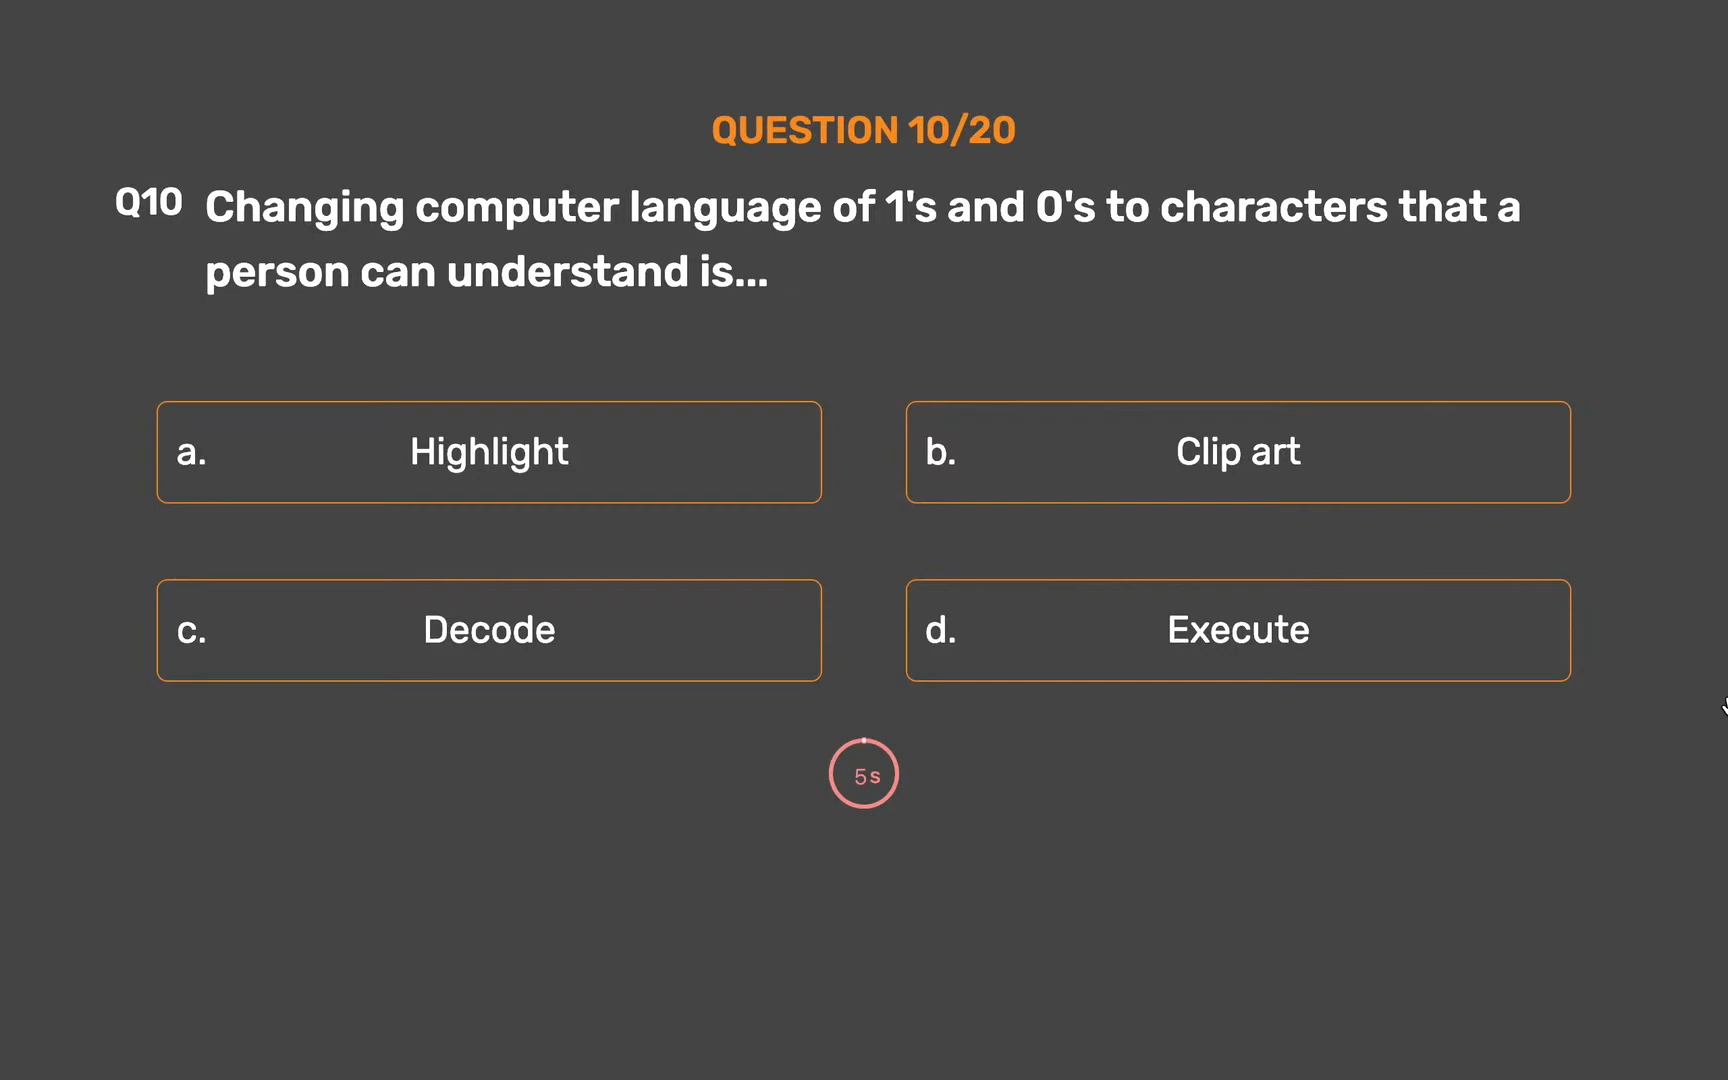 QUESTION 10/20
Q10 Changing computer language of 1's and 0's to characters that a
person can understand is...
a. Highlight
b. Clip art
c. Decode
d. Execute
5s